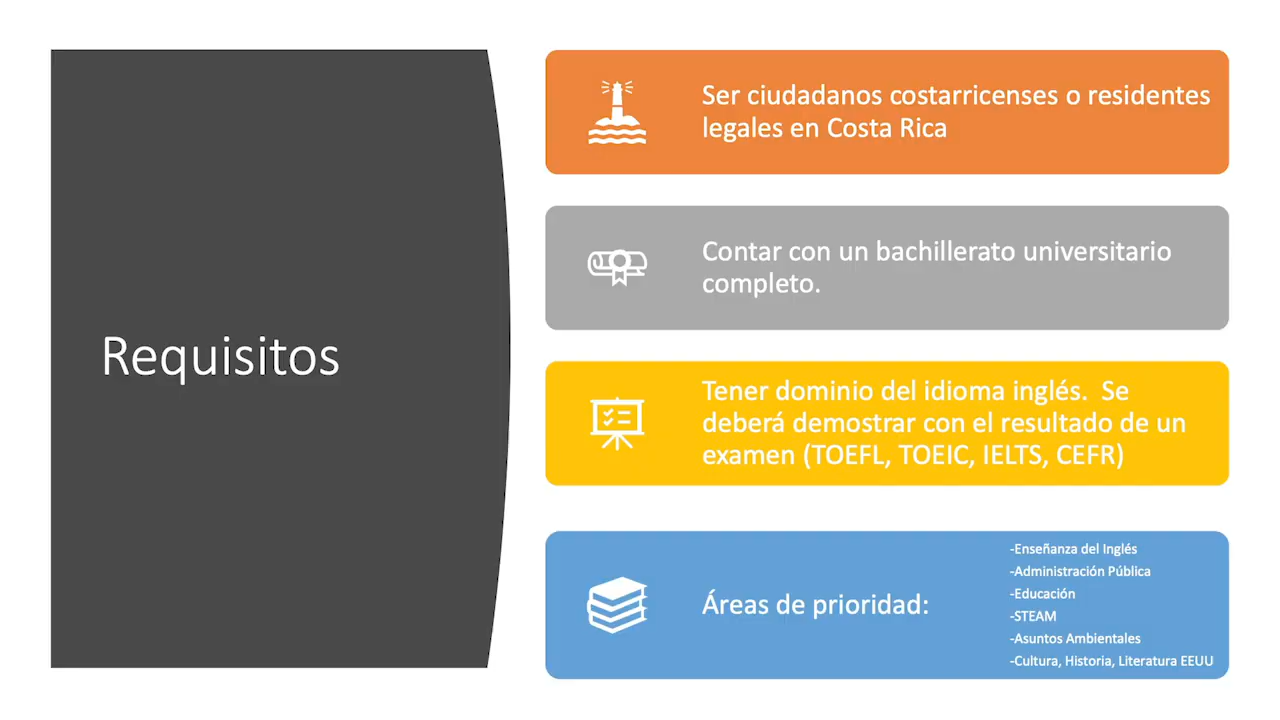 Requisitos
Ser ciudadanos costarricenses o residentes
legales en Costa Rica
Contar con un bachillerato universitario
completo.
Tener dominio del idioma inglés.  Se
deberá demostrar con el resultado de un
examen (TOEFL, TOEIC, IELTS, CEFR)
Áreas de prioridad:
-Enseñanza del Inglés
-Administración Pública
-Educación
-STEAM
-Asuntos Ambientales
-Cultura, Historia, Literatura EEUU